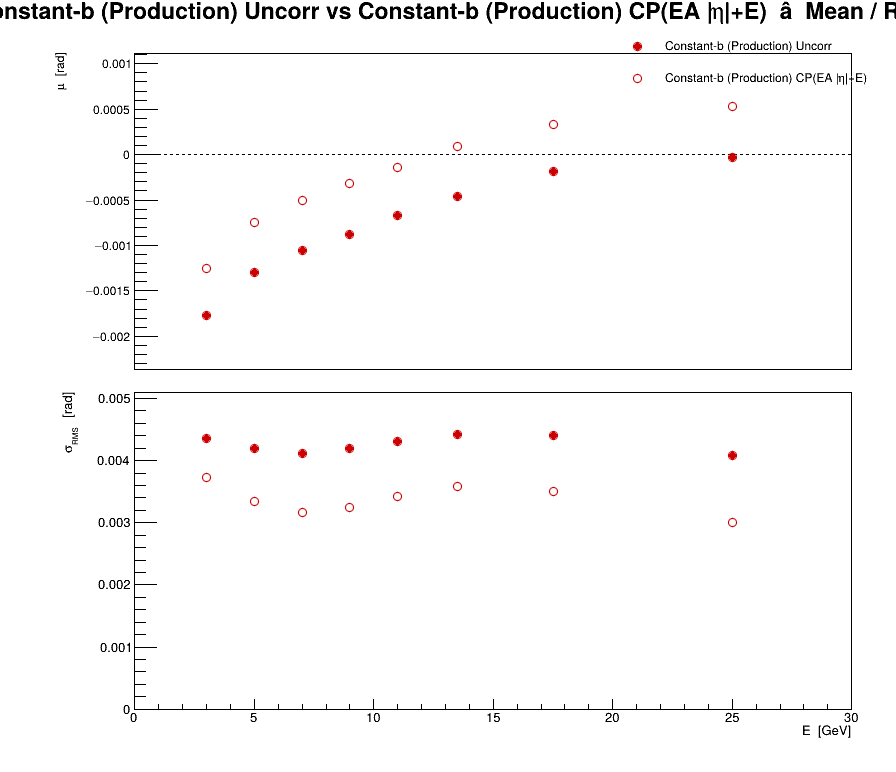 onstant-b (Production) Uncorr vs Constant-b (Production) CP(EA |η|+E) â Mean / R
Constant-b (Production) Uncorr
Constant-b (Production) CP(EA |η|+E)
μ [rad]
0.001
0.0005
0
−0.0005
−0.001
−0.0015
−0.002
σRMS [rad]
0.005
0.004
0.003
0.002
0.001
0
0 5 10 15 20 25 30
E [GeV]